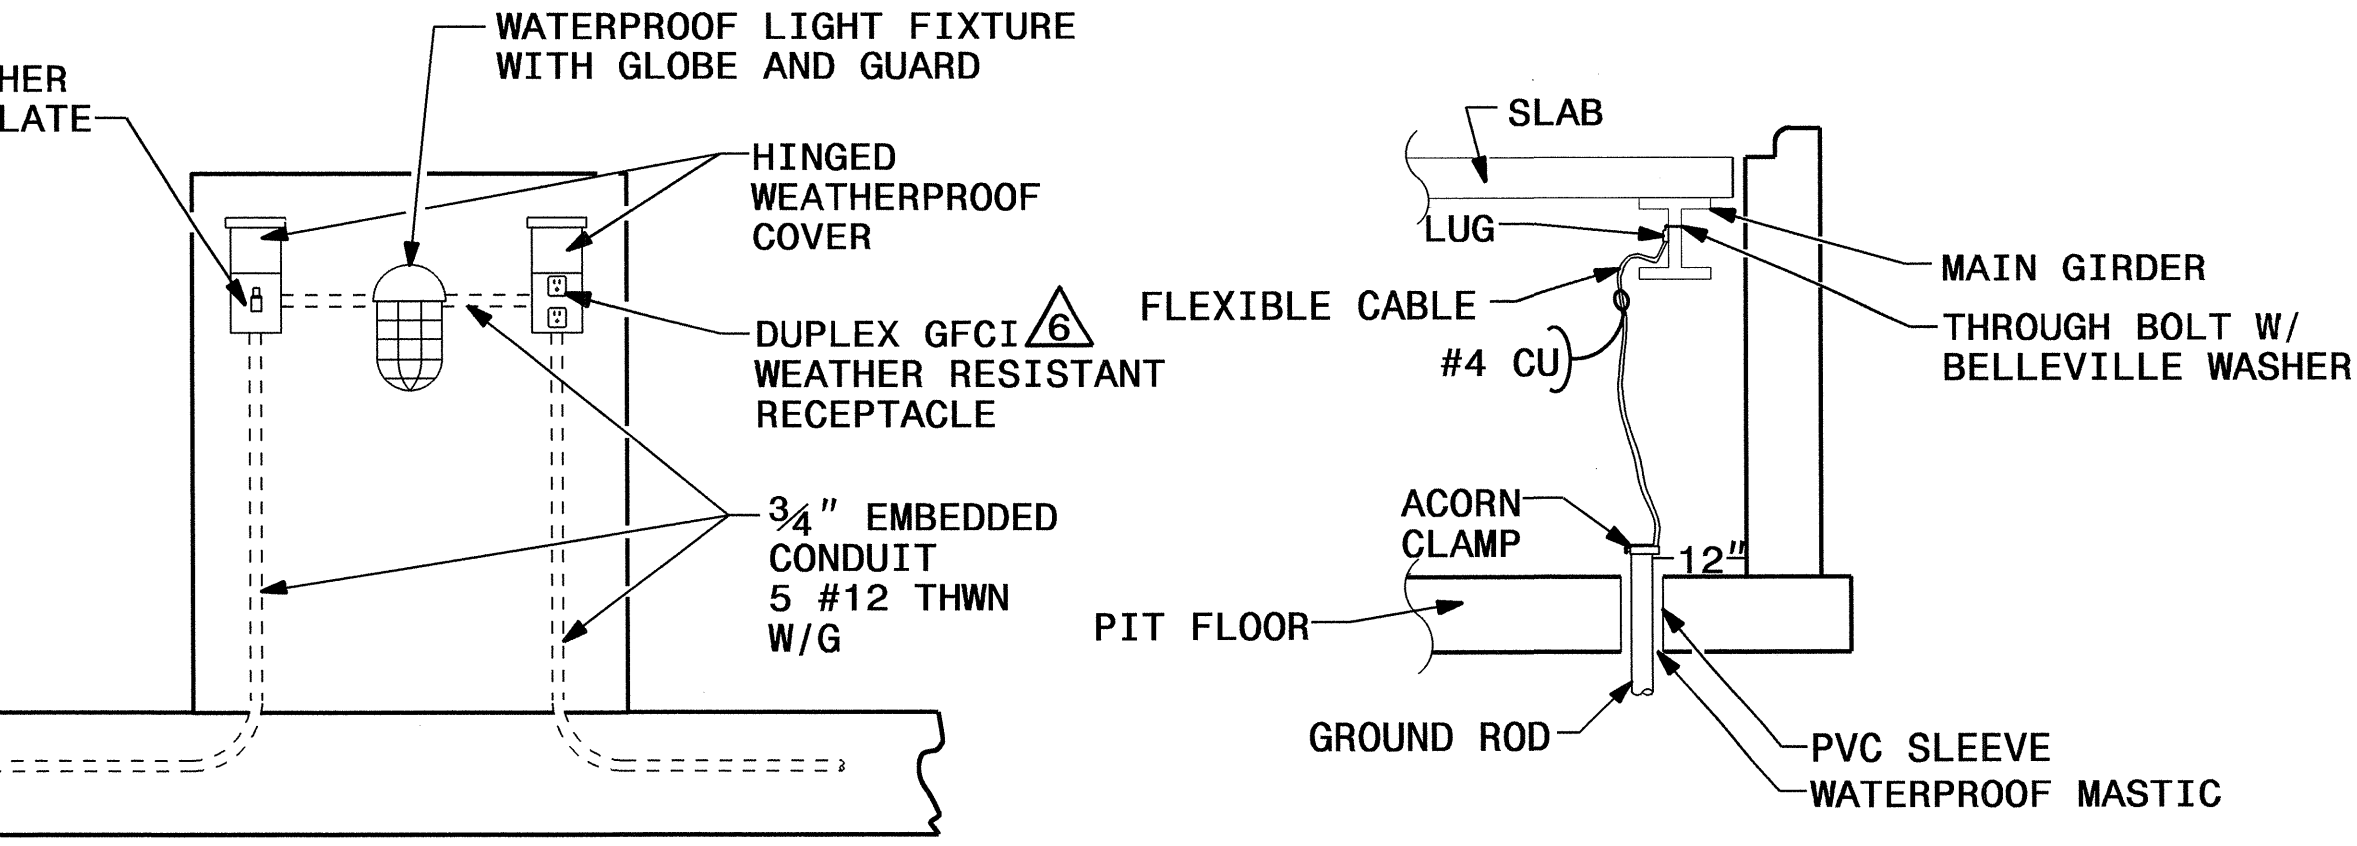 WATERPROOF LIGHT FIXTURE
WITH GLOBE AND GUARD
HER
LATE
HINGED
WEATHERPROOF
COVER
DUPLEX GFCI 6
WEATHER RESISTANT
RECEPTACLE
3/4" EMBEDDED
CONDUIT
5 #12 THWN
W/G
SLAB
LUG
MAIN GIRDER
FLEXIBLE CABLE
THROUGH BOLT W/
BELLEVILLE WASHER
#4 CU
ACORN
CLAMP
12"
PIT FLOOR
GROUND ROD
PVC SLEEVE
WATERPROOF MASTIC